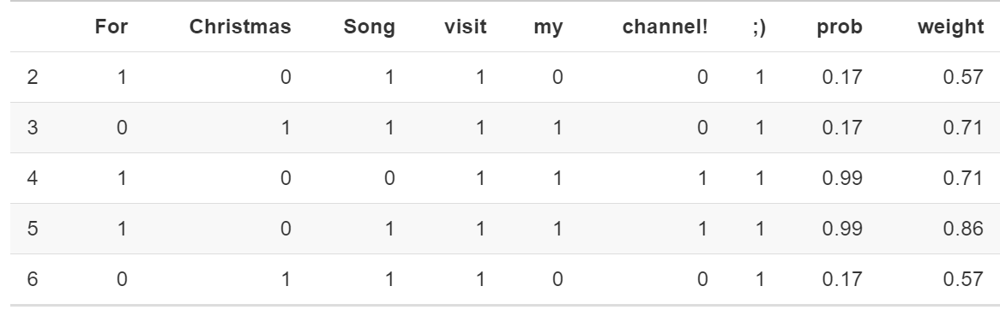 For Christmas Song visit my channel! ;) prob weight
2 1 0 1 1 0 0 1 0.17 0.57
3 0 1 1 1 1 0 1 0.17 0.71
4 1 0 0 1 1 1 1 0.99 0.71
5 1 0 1 1 1 1 1 0.99 0.86
6 0 1 1 1 0 0 1 0.17 0.57